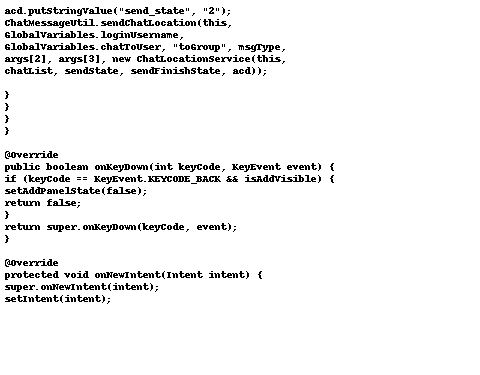 acd.putStringValue("send_state", "2");
ChatMessageUtil.sendChatLocation(this,
GlobalVariables.loginUsername,
GlobalVariables.chatToUser, "toGroup", msgType,
args[2], args[3], new ChatLocationService(this,
chatList, sendState, sendFinishState, acd));
}
}
}
}
@Override
public boolean onKeyDown(int keyCode, KeyEvent event) {
if (keyCode == KeyEvent.KEYCODE_BACK && isAddVisible) {
setAddPanelState(false);
return false;
}
return super.onKeyDown(keyCode, event);
}
@Override
protected void onNewIntent(Intent intent) {
super.onNewIntent(intent);
setIntent(intent);